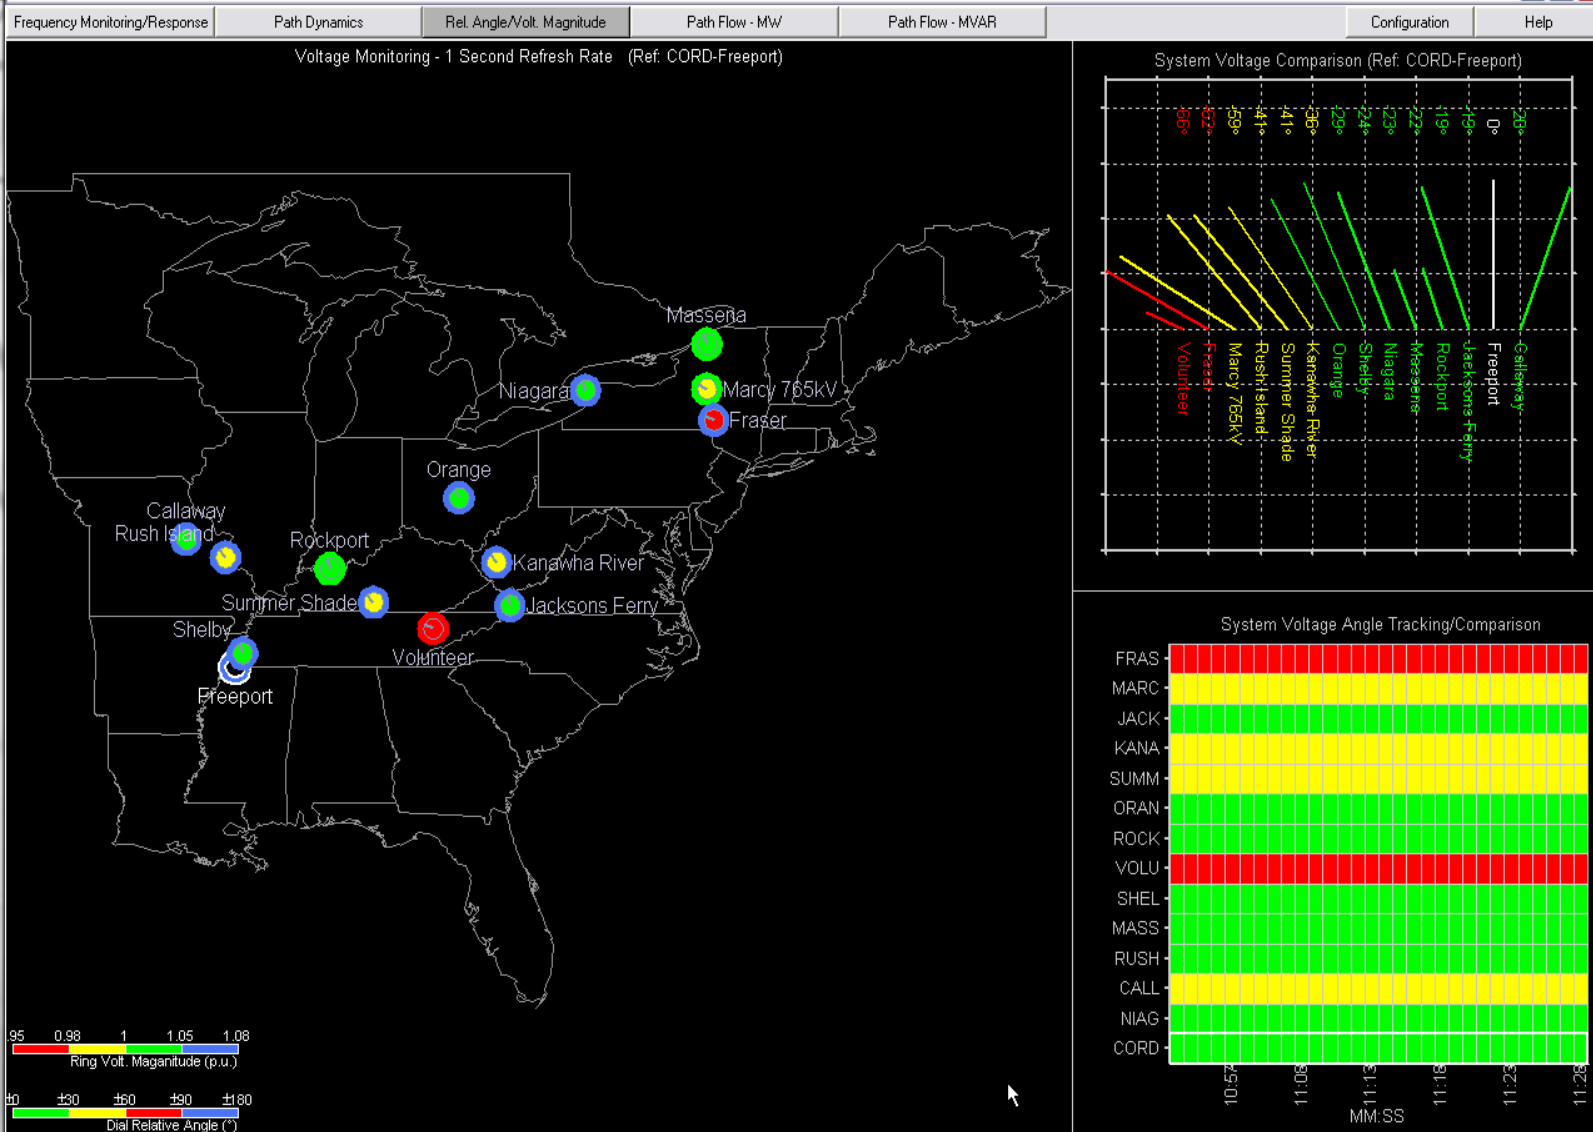 Frequency Monitoring/Response
Path Dynamics
Rel. Angle/Volt. Magnitude
Path Flow - MW
Path Flow - MVAR
Configuration
Help
Voltage Monitoring - 1 Second Refresh Rate (Ref: CORD-Freeport)
Massena
Niagara
Marcy 765kV
Fraser
Orange
Callaway
Rush Island
Rockport
Kanawha River
Summer Shade
Jacksons Ferry
Shelby
Volunteer
Freeport
.95 0.98 1 1.05 1.08
Ring Volt. Maganitude (p.u.)
±0 ±30 ±60 ±90 ±180
Dial Relative Angle (°)
System Voltage Comparison (Ref: CORD-Freeport)
-66°
-62°
-59°
-41°
-41°
-36°
-29°
-24°
-23°
-22°
-19°
-19°
0°
Volunteer
Fraser
Marcy 765kV
Rush Island
Summer Shade
Kanawha River
Orange
Shelby
Niagara
Massena
Rockport
Jacksons Ferry
Freeport
Callaway
System Voltage Angle Tracking/Comparison
FRAS
MARC
JACK
KANA
SUMM
ORAN
ROCK
VOLU
SHEL
MASS
RUSH
CALL
NIAG
CORD
10:57
11:08
11:13
11:18
11:23
11:28
MM:SS